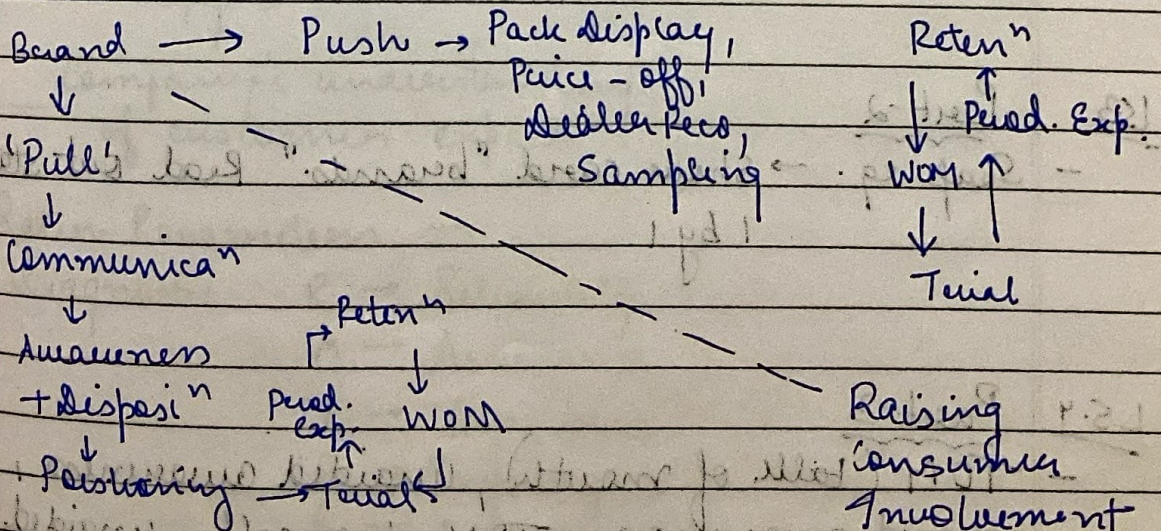 Brand → Push → Pack Display,
Price-off,
Dealer Reco,
Sampling
↓
'Pull'
↓
Communicaⁿ
↓
Awareness
+ Disposiⁿ
↓
Positioning → Trial
↑
Prod.
Exp.
Retenⁿ
↓
WOM
Retenⁿ
↑
↓ Prod. Exp.
WOM ↑
↓
Trial
Raising
Consumer
Involvement